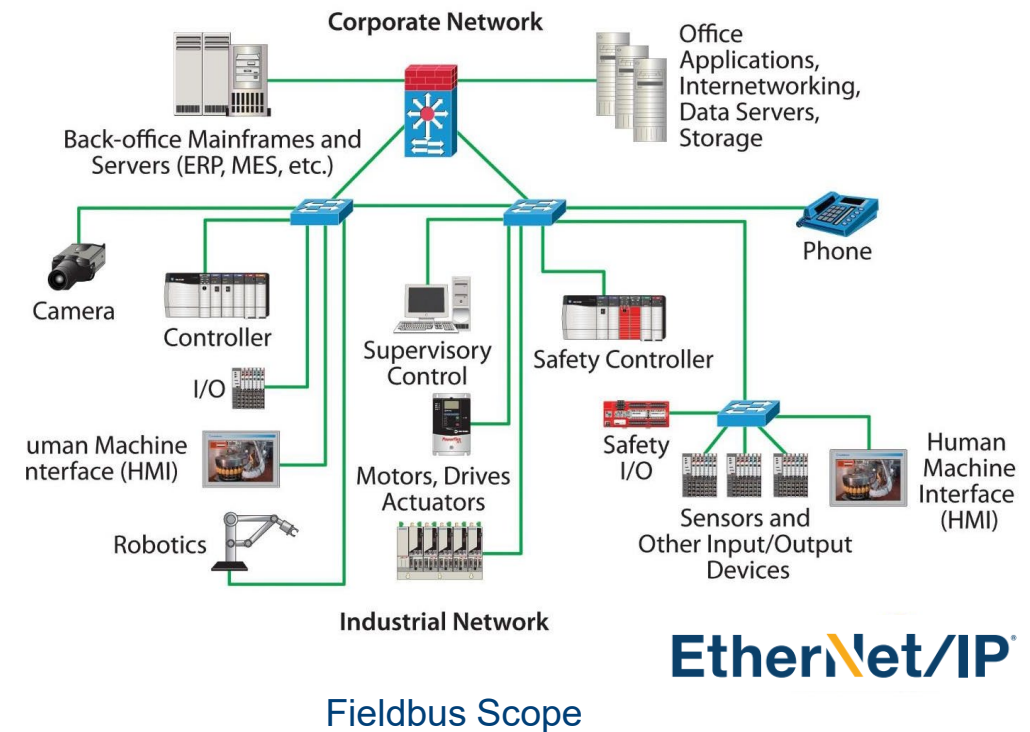 Corporate Network
Office
Applications,
Internetworking,
Data Servers,
Storage
Back-office Mainframes and
Servers (ERP, MES, etc.)
Phone
Camera
Controller
Supervisory
Control
Safety Controller
I/O
uman Machine
nterface (HMI)
Motors, Drives
Actuators
Safety
I/O
Human
Machine
Interface
(HMI)
Sensors and
Other Input/Output
Devices
Robotics
Industrial Network
EtherNet/IP®
Fieldbus Scope